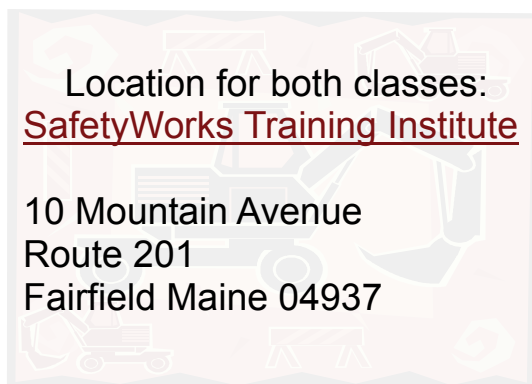 Location for both classes:
SafetyWorks Training Institute
10 Mountain Avenue
Route 201
Fairfield Maine 04937